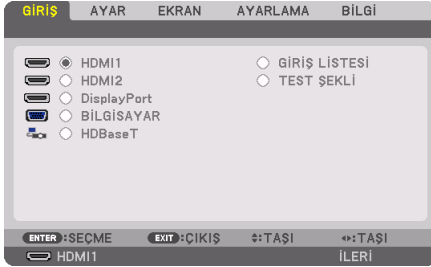 GİRİŞ AYAR EKRAN AYARLAMA BİLGİ
HDMI1 GİRİŞ LİSTESİ
HDMI2 TEST ŞEKLİ
DisplayPort
BİLGİSAYAR
HDBaseT
ENTER :SEÇME EXIT :ÇIKIŞ :TAŞI :TAŞI
HDMI1 İLERİ